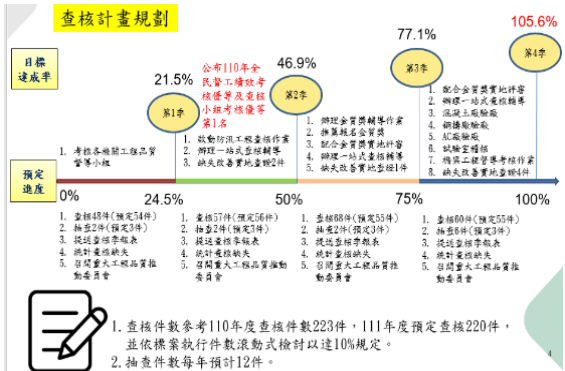 查核計畫規劃
目標
達成率
21.5%
46.9%
77.1%
105.6%
公布110年全
民督工績效考
核優等及查核
小組考核優等
第1名
第1季
第2季
第3季
第4季
1. 考核各機關工程品質
督導小組
1. 啟動防汛工程查核作業
2. 辦理一站式查核輔導
3. 缺失改善實地查證2件
1. 辦理金質獎輔導作業
2. 推薦報名金質獎
3. 配合金質獎實地評審
4. 辦理一站式查核輔導
5. 缺失改善實地查證1件
1. 配合金質獎實地評審
2. 辦理一站式查核輔導
3. 混凝土廠驗廠
4. 鋼構廠驗廠
5. AC廠驗廠
6. 試驗室稽核
7. 橋梁工程督導考核作業
8. 缺失改善實地查證4件
預定
進度
0%
24.5%
50%
75%
100%
1. 查核48件(預定54件)
2. 抽查2件(預定3件)
3. 提送查核季報表
4. 統計查核缺失
5. 召開重大工程品質推
動委員會
1. 查核57件(預定56件)
2. 抽查2件(預定3件)
3. 提送查核季報表
4. 統計查核缺失
5. 召開重大工程品質推動
委員會
1. 查核68件(預定55件)
2. 抽查2件(預定3件)
3. 提送查核季報表
4. 統計查核缺失
5. 召開重大工程品質推
動委員會
1. 查核60件(預定55件)
2. 抽查6件(預定3件)
3. 提送查核季報表
4. 統計查核缺失
5. 召開重大工程品質推
動委員會
1. 查核件數參考110年度查核件數223件，111年度預定查核220件，
並依標案執行件數滾動式檢討以達10%規定。
2. 抽查件數每年預計12件。
4